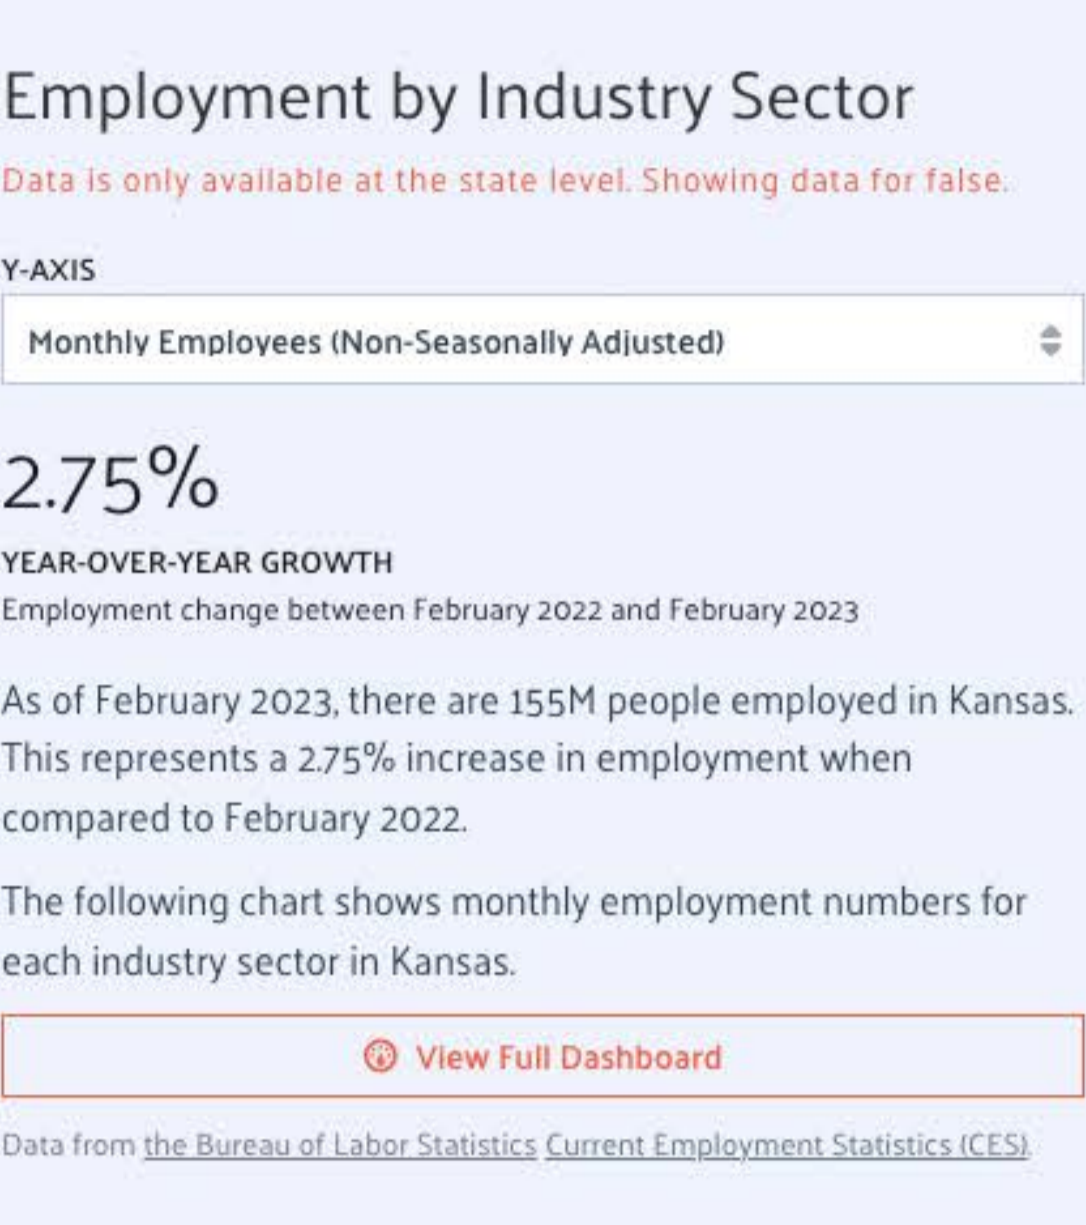 Employment by Industry Sector
Data is only available at the state level. Showing data for false.
Y-AXIS
Monthly Employees (Non-Seasonally Adjusted)
2.75%
YEAR-OVER-YEAR GROWTH
Employment change between February 2022 and February 2023
As of February 2023, there are 155M people employed in Kansas.
This represents a 2.75% increase in employment when
compared to February 2022.
The following chart shows monthly employment numbers for
each industry sector in Kansas.
View Full Dashboard
Data from the Bureau of Labor Statistics Current Employment Statistics (CES)